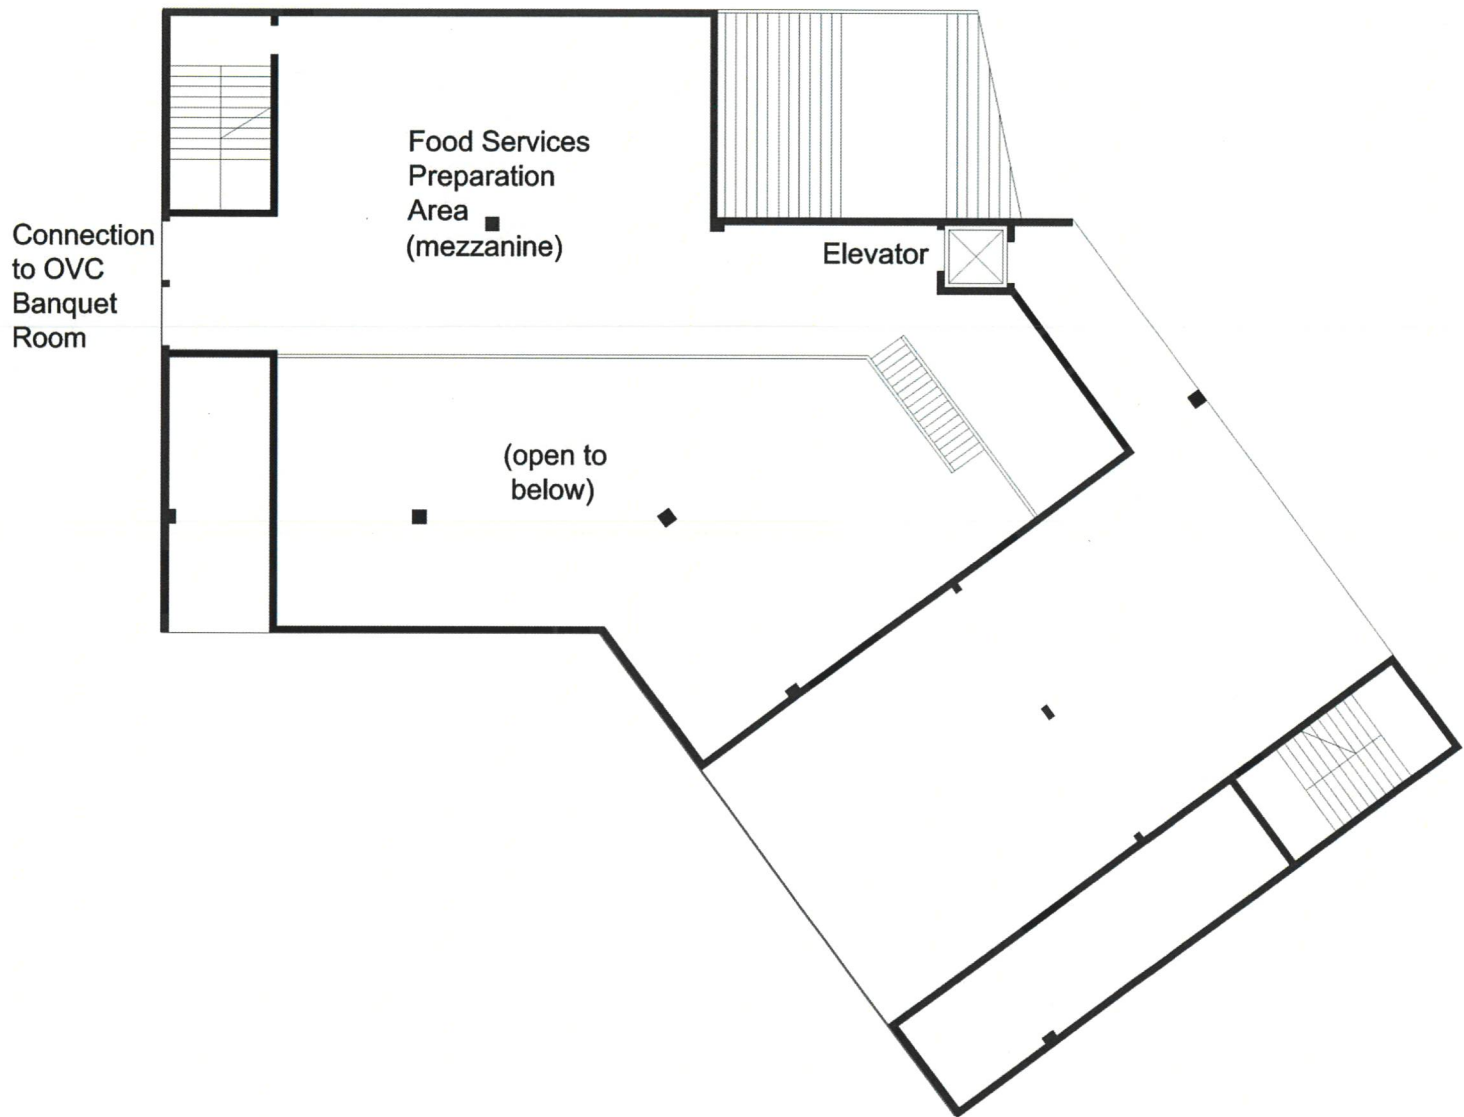 Food Services
Preparation
Area
(mezzanine)
Connection
to OVC
Banquet
Room
Elevator
(open to
below)